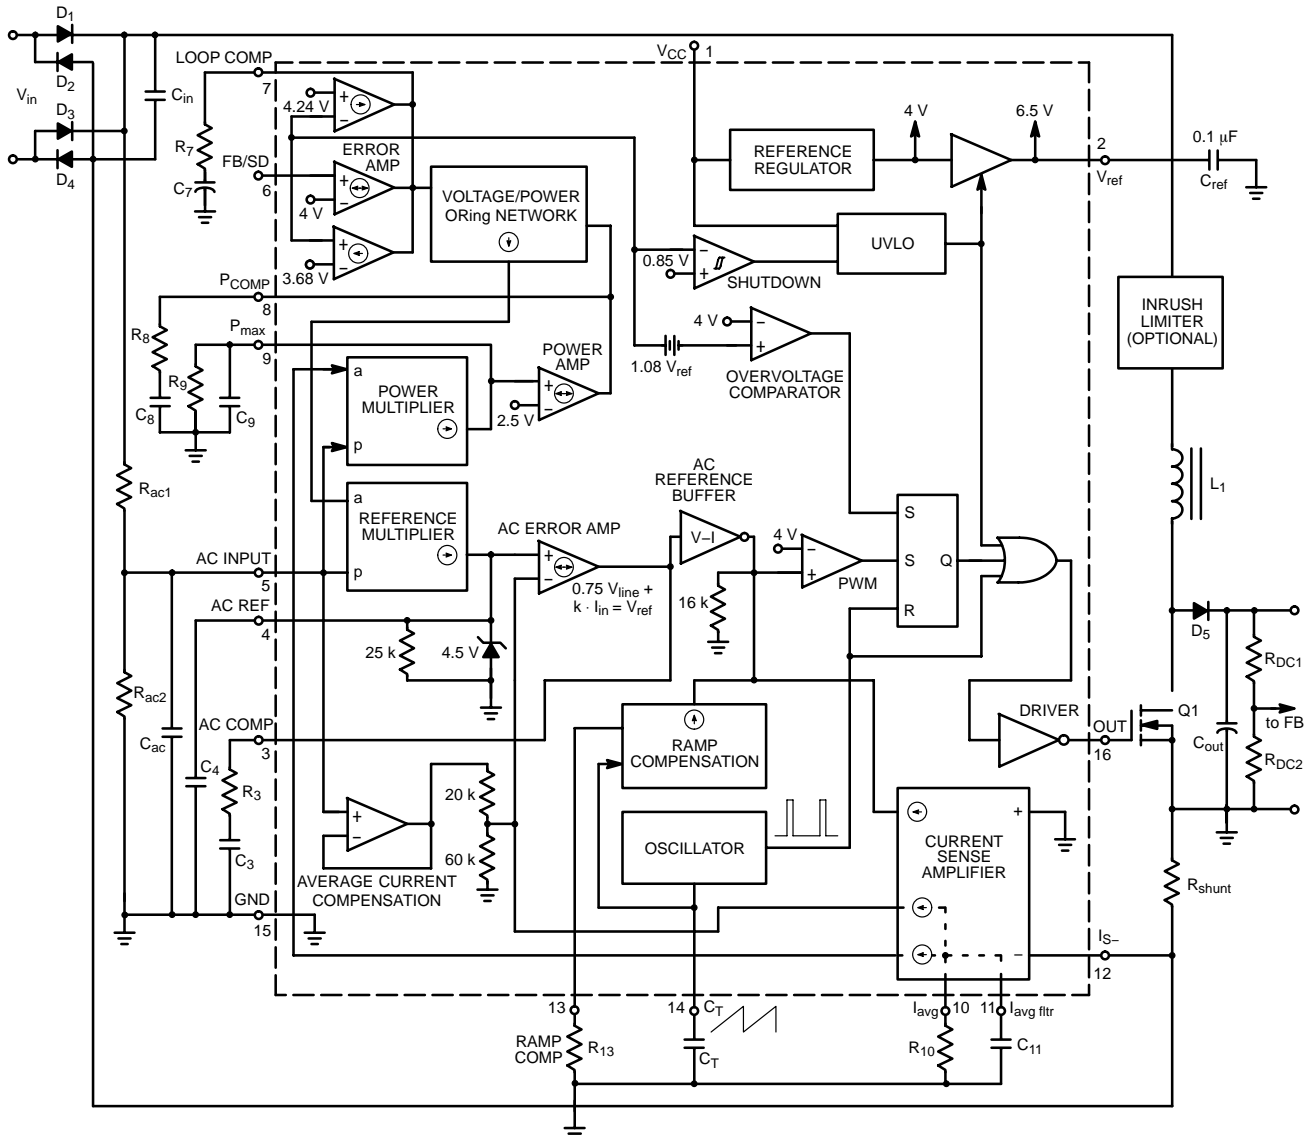 D1
D2
Vin
D3
D4
Cin
LOOP COMP
7
R7
C7
FB/SD
6
4.24 V
ERROR
AMP
4 V
3.68 V
+
−
+
−
+
−
VOLTAGE/POWER
ORing NETWORK
VCC
1
REFERENCE
REGULATOR
4 V
6.5 V
2
Vref
0.1 µF
Cref
UVLO
0.85 V
−
+
SHUTDOWN
4 V
−
+
1.08 Vref
OVERVOLTAGE
COMPARATOR
INRUSH
LIMITER
(OPTIONAL)
PCOMP
8
R8
C8
Pmax
9
R9
C9
a
POWER
MULTIPLIER
p
POWER
AMP
+
−
2.5 V
Rac1
L1
a
REFERENCE
MULTIPLIER
p
AC ERROR AMP
+
−
0.75 Vline +
k · Iin = Vref
AC
REFERENCE
BUFFER
V–I
16 k
4 V
−
+
PWM
S
S
Q
R
AC INPUT
5
AC REF
4
25 k
4.5 V
Rac2
Cac
C4
AC COMP
3
R3
C3
GND
15
+
−
AVERAGE CURRENT
COMPENSATION
20 k
60 k
RAMP
COMPENSATION
OSCILLATOR
DRIVER
OUT
16
Q1
D5
Cout
RDC1
to FB
RDC2
+
CURRENT
SENSE
AMPLIFIER
−
Rshunt
IS−
12
13
RAMP
COMP
R13
14
CT
CT
Iavg
10
R10
11
Iavg fltr
C11